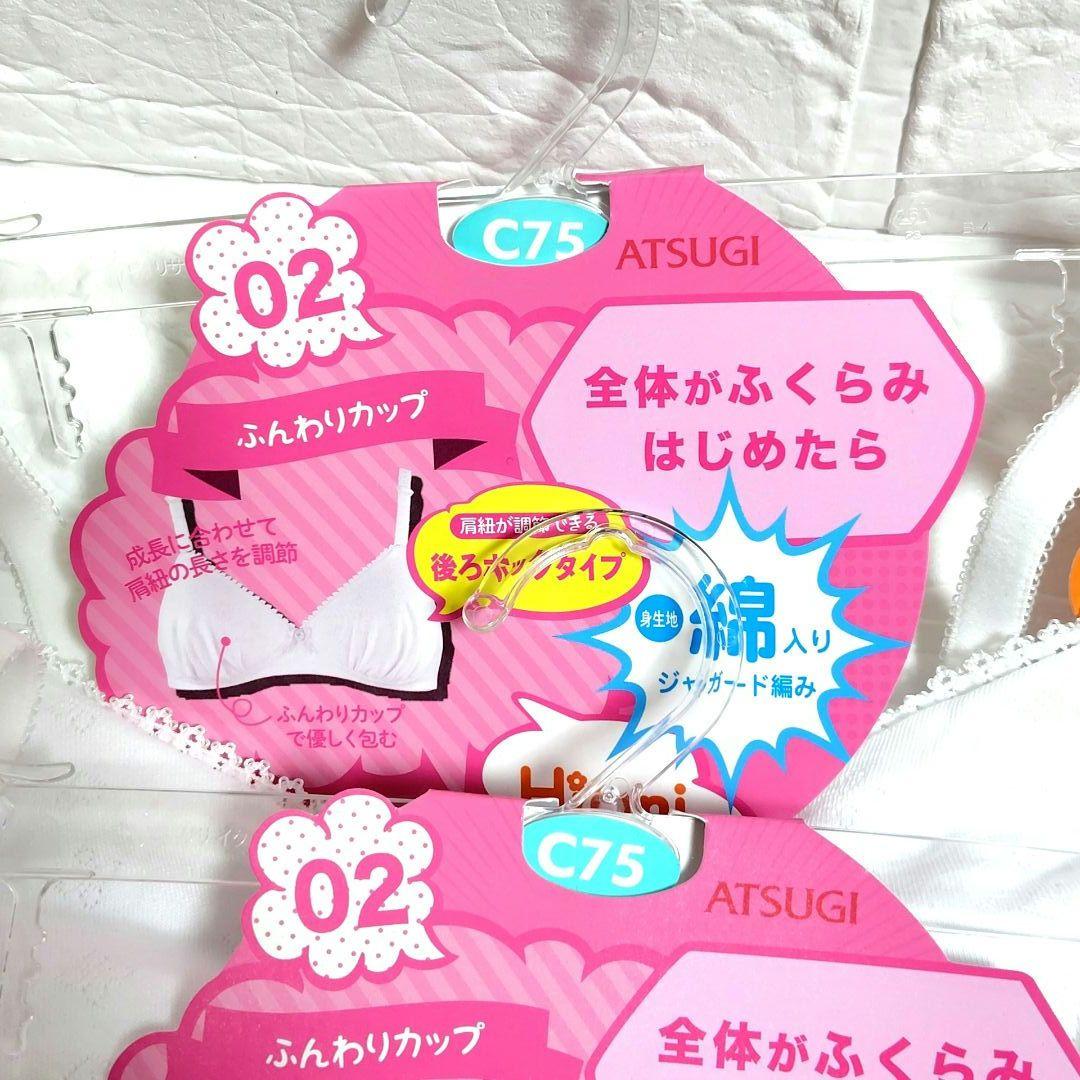 C75
ATSUGI
02
全体がふくらみ
はじめたら
ふんわりカップ
成長に合わせて
肩紐の長さを調節
肩紐が調節できる
後ろホックタイプ
身生地
綿入り
ジャガード編み
ふんわりカップ
で優しく包む
C75
ATSUGI
02
ふんわりカップ
全体がふくらみ